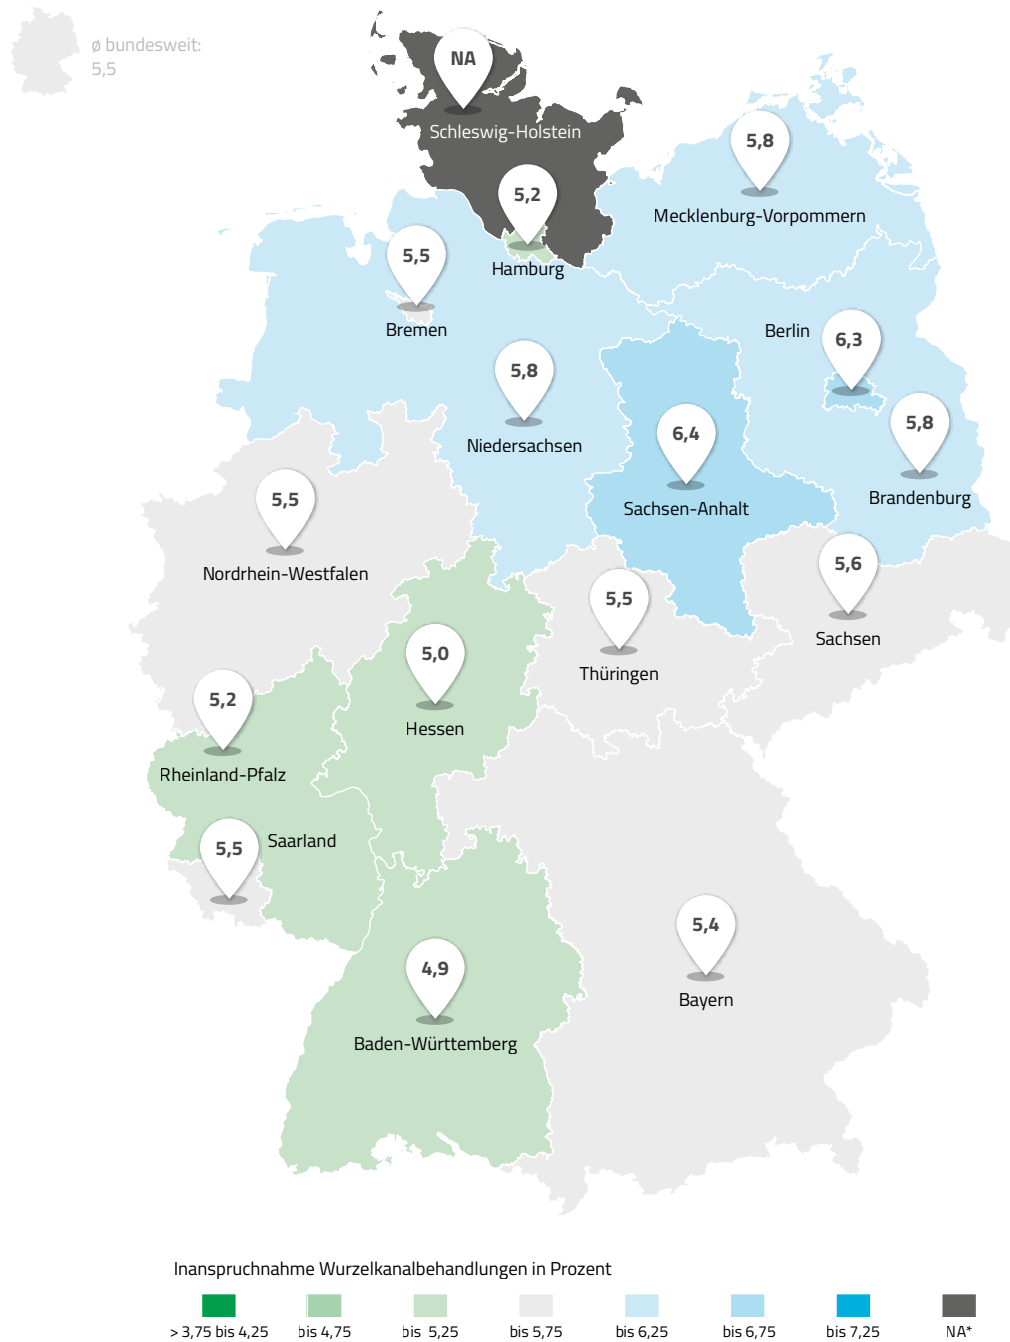 ø bundesweit:
5,5
NA
Schleswig-Holstein
5,8
Mecklenburg-Vorpommern
5,2
Hamburg
5,5
Bremen
Berlin
6,3
5,8
Niedersachsen
5,8
Brandenburg
6,4
Sachsen-Anhalt
5,5
Nordrhein-Westfalen
5,6
Sachsen
5,5
Thüringen
5,0
Hessen
5,2
Rheinland-Pfalz
Saarland
5,5
5,4
Bayern
4,9
Baden-Württemberg
Inanspruchnahme Wurzelkanalbehandlungen in Prozent
> 3,75 bis 4,25 bis 4,75 bis 5,25 bis 5,75 bis 6,25 bis 6,75 bis 7,25 NA*